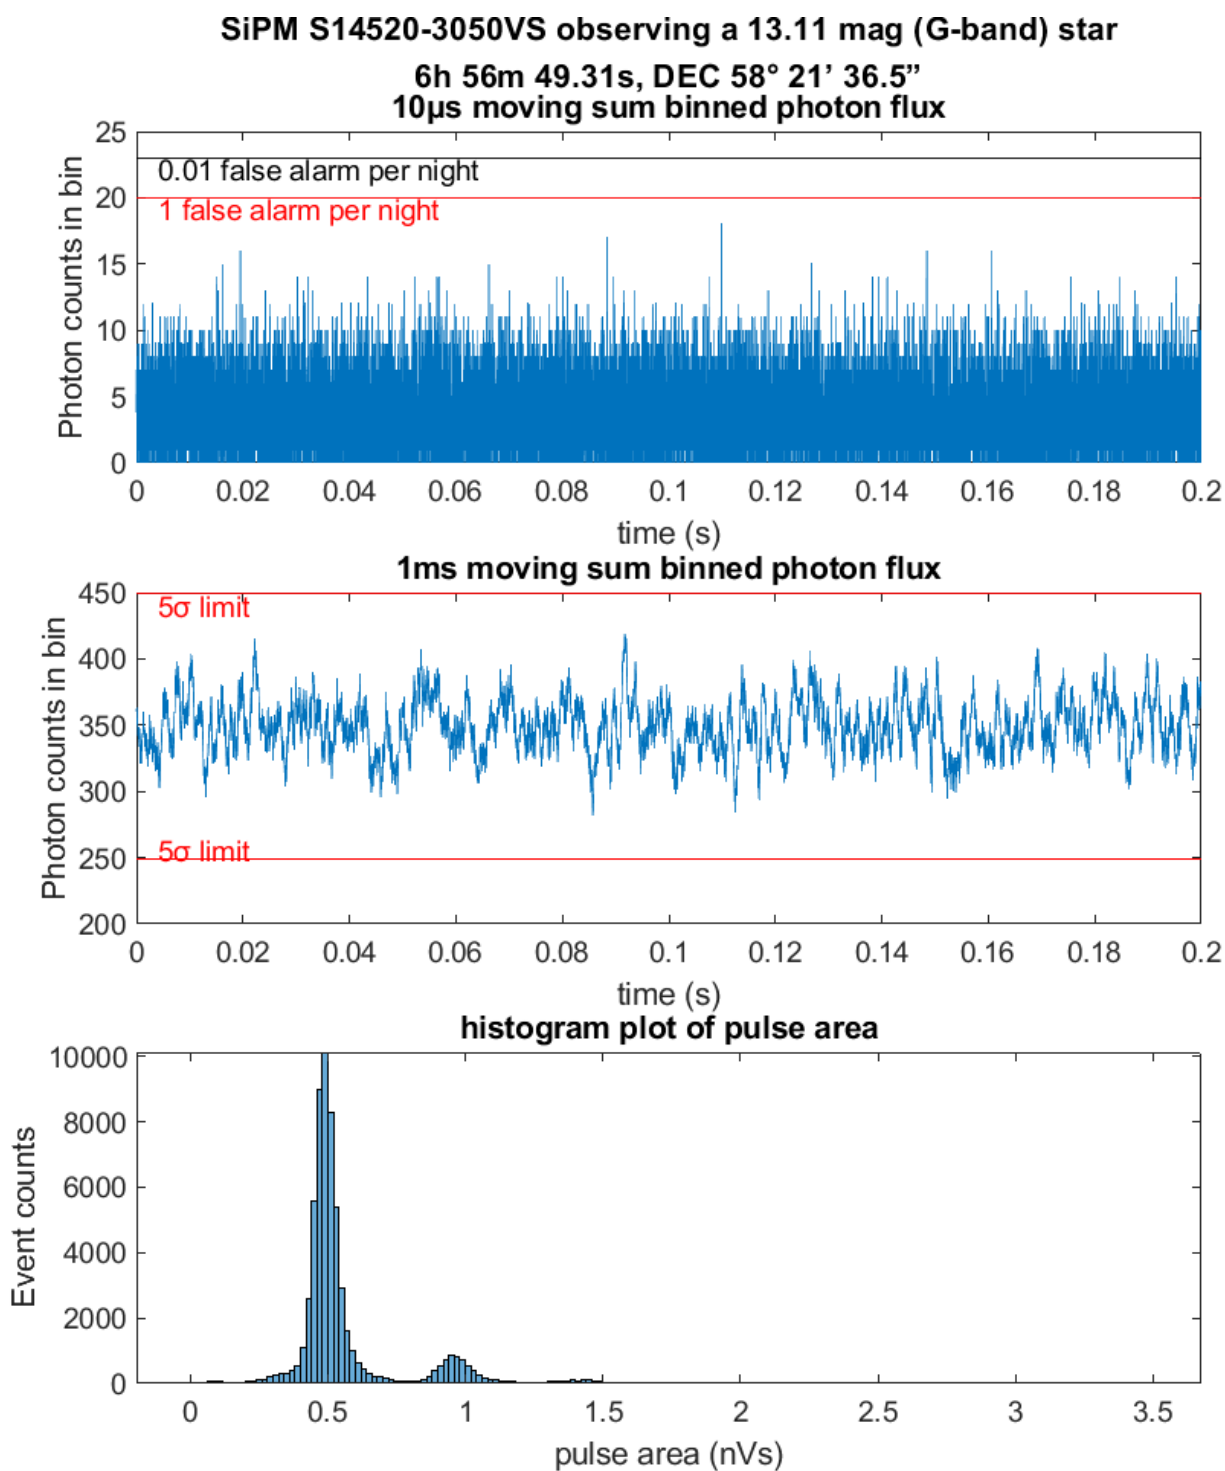 SiPM S14520-3050VS observing a 13.11 mag (G-band) star
6h 56m 49.31s, DEC 58° 21’ 36.5”
10μs moving sum binned photon flux
Photon counts in bin
25
20
15
10
5
0
0.01 false alarm per night
1 false alarm per night
0 0.02 0.04 0.06 0.08 0.1 0.12 0.14 0.16 0.18 0.2
time (s)
1ms moving sum binned photon flux
Photon counts in bin
450
400
350
300
250
200
5σ limit
5σ limit
0 0.02 0.04 0.06 0.08 0.1 0.12 0.14 0.16 0.18 0.2
time (s)
histogram plot of pulse area
Event counts
10000
8000
6000
4000
2000
0
0 0.5 1 1.5 2 2.5 3 3.5
pulse area (nVs)